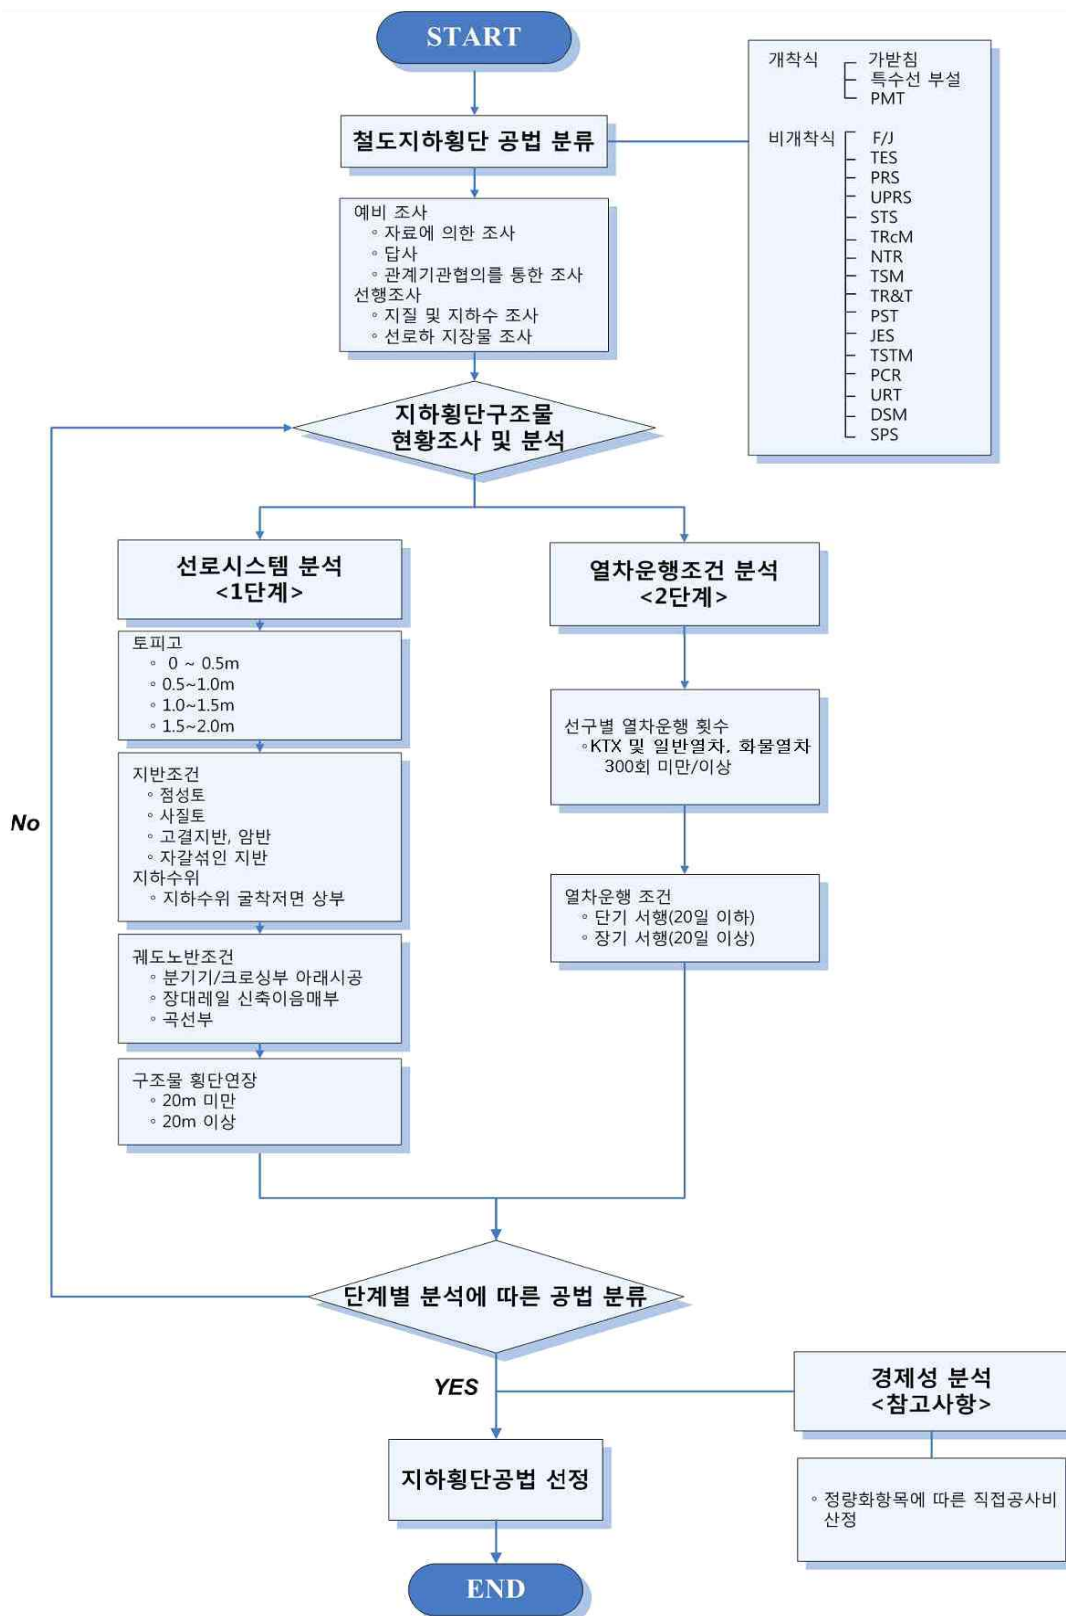 START
철도지하횡단 공법 분류
개착식
가받침
특수선 부설
PMT
비개착식
F/J
TES
PRS
UPRS
STS
TRcM
NTR
TSM
TR&T
PST
JES
TSTM
PCR
URT
DSM
SPS
예비 조사
◦ 자료에 의한 조사
◦ 답사
◦ 관계기관협의를 통한 조사
선행조사
◦ 지질 및 지하수 조사
◦ 선로하 지장물 조사
지하횡단구조물
현황조사 및 분석
선로시스템 분석
<1단계>
토피고
◦ 0 ~ 0.5m
◦ 0.5~1.0m
◦ 1.0~1.5m
◦ 1.5~2.0m
지반조건
◦ 점성토
◦ 사질토
◦ 고결지반, 암반
◦ 자갈섞인 지반
지하수위
◦ 지하수위 굴착저면 상부
궤도노반조건
◦ 분기기/크로싱부 아래시공
◦ 장대레일 신축이음매부
◦ 곡선부
구조물 횡단연장
◦ 20m 미만
◦ 20m 이상
열차운행조건 분석
<2단계>
선구별 열차운행 횟수
◦KTX 및 일반열차, 화물열차
300회 미만/이상
열차운행 조건
◦ 단기 서행(20일 이하)
◦ 장기 서행(20일 이상)
No
단계별 분석에 따른 공법 분류
YES
경제성 분석
<참고사항>
◦ 정량화항목에 따른 직접공사비
산정
지하횡단공법 선정
END